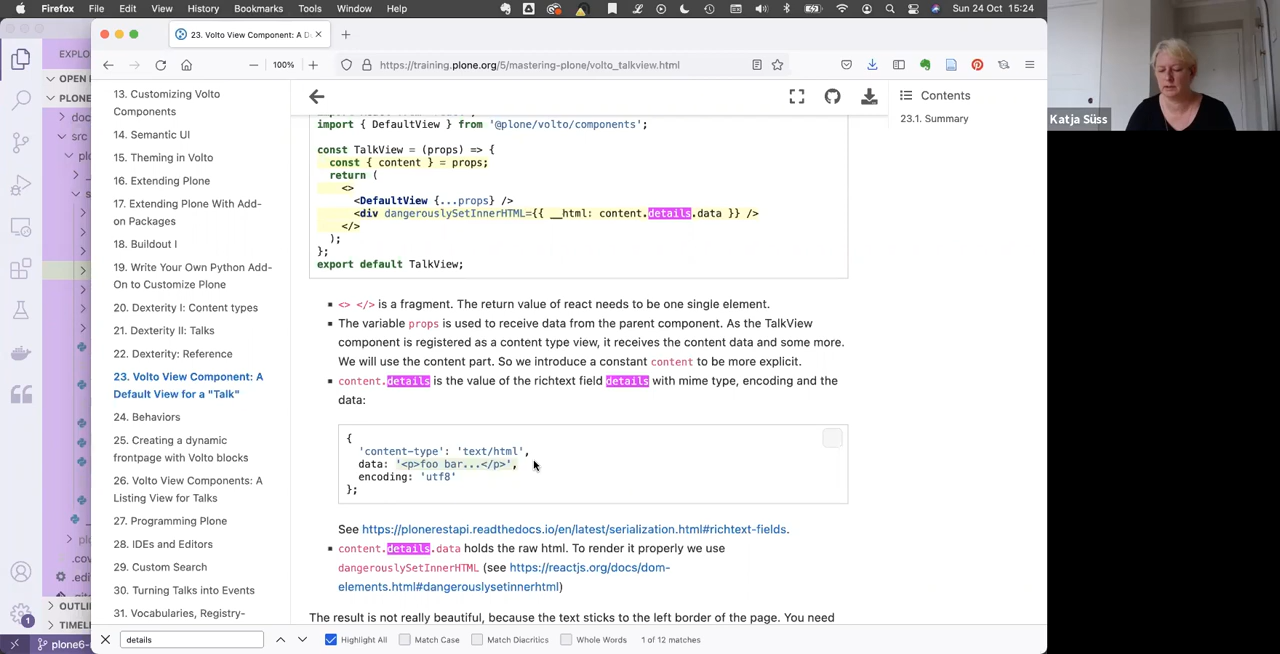 Firefox File Edit View History Bookmarks Tools Window Help Sun 24 Oct 15:24
23. Volto View Component: A D
100% https://training.plone.org/5/mastering-plone/volto_talkview.html
EXPLO
OPEN
PLONE
src
OUTLI
TIMEL
plone6-
1
13. Customizing Volto
Components
14. Semantic UI
15. Theming in Volto
16. Extending Plone
17. Extending Plone With Add-
on Packages
18. Buildout I
19. Write Your Own Python Add-
On to Customize Plone
20. Dexterity I: Content types
21. Dexterity II: Talks
22. Dexterity: Reference
23. Volto View Component: A
Default View for a "Talk"
24. Behaviors
25. Creating a dynamic
frontpage with Volto blocks
26. Volto View Components: A
Listing View for Talks
27. Programming Plone
28. IDEs and Editors
29. Custom Search
30. Turning Talks into Events
31. Vocabularies, Registry-
import { DefaultView } from '@plone/volto/components';
const TalkView = (props) => {
const { content } = props;
return (
<>
<DefaultView {...props} />
<div dangerouslySetInnerHTML={{ __html: content.details.data }} />
</>
);
};
export default TalkView;
<> </> is a fragment. The return value of react needs to be one single element.
The variable props is used to receive data from the parent component. As the TalkView
component is registered as a content type view, it receives the content data and some more.
We will use the content part. So we introduce a constant content to be more explicit.
content.details is the value of the richtext field details with mime type, encoding and the
data:
{
'content-type': 'text/html',
data: '<p>foo bar...</p>',
encoding: 'utf8'
};
See https://plonerestapi.readthedocs.io/en/latest/serialization.html#richtext-fields.
content.details.data holds the raw html. To render it properly we use
dangerouslySetInnerHTML (see https://reactjs.org/docs/dom-
elements.html#dangerouslysetinnerhtml)
The result is not really beautiful, because the text sticks to the left border of the page. You need
Contents
23.1. Summary
details Highlight All Match Case Match Diacritics Whole Words 1 of 12 matches
Katja Süss